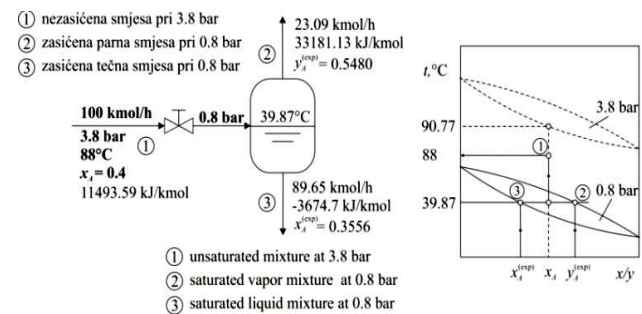 ① nezasićena smjesa pri 3.8 bar
② zasićena parna smjesa pri 0.8 bar
③ zasićena tečna smjesa pri 0.8 bar
23.09 kmol/h
33181.13 kJ/kmol
y_A^(exp) = 0.5480
②
100 kmol/h
0.8 bar
39.87°C
3.8 bar
①
88°C
x_A = 0.4
11493.59 kJ/kmol
89.65 kmol/h
-3674.7 kJ/kmol
x_A^(exp) = 0.3556
③
① unsaturated mixture at 3.8 bar
② saturated vapor mixture at 0.8 bar
③ saturated liquid mixture at 0.8 bar
t,°C
3.8 bar
90.77
①
88
③
②
0.8 bar
39.87
x_A^(exp) x_A y_A^(exp) x/y